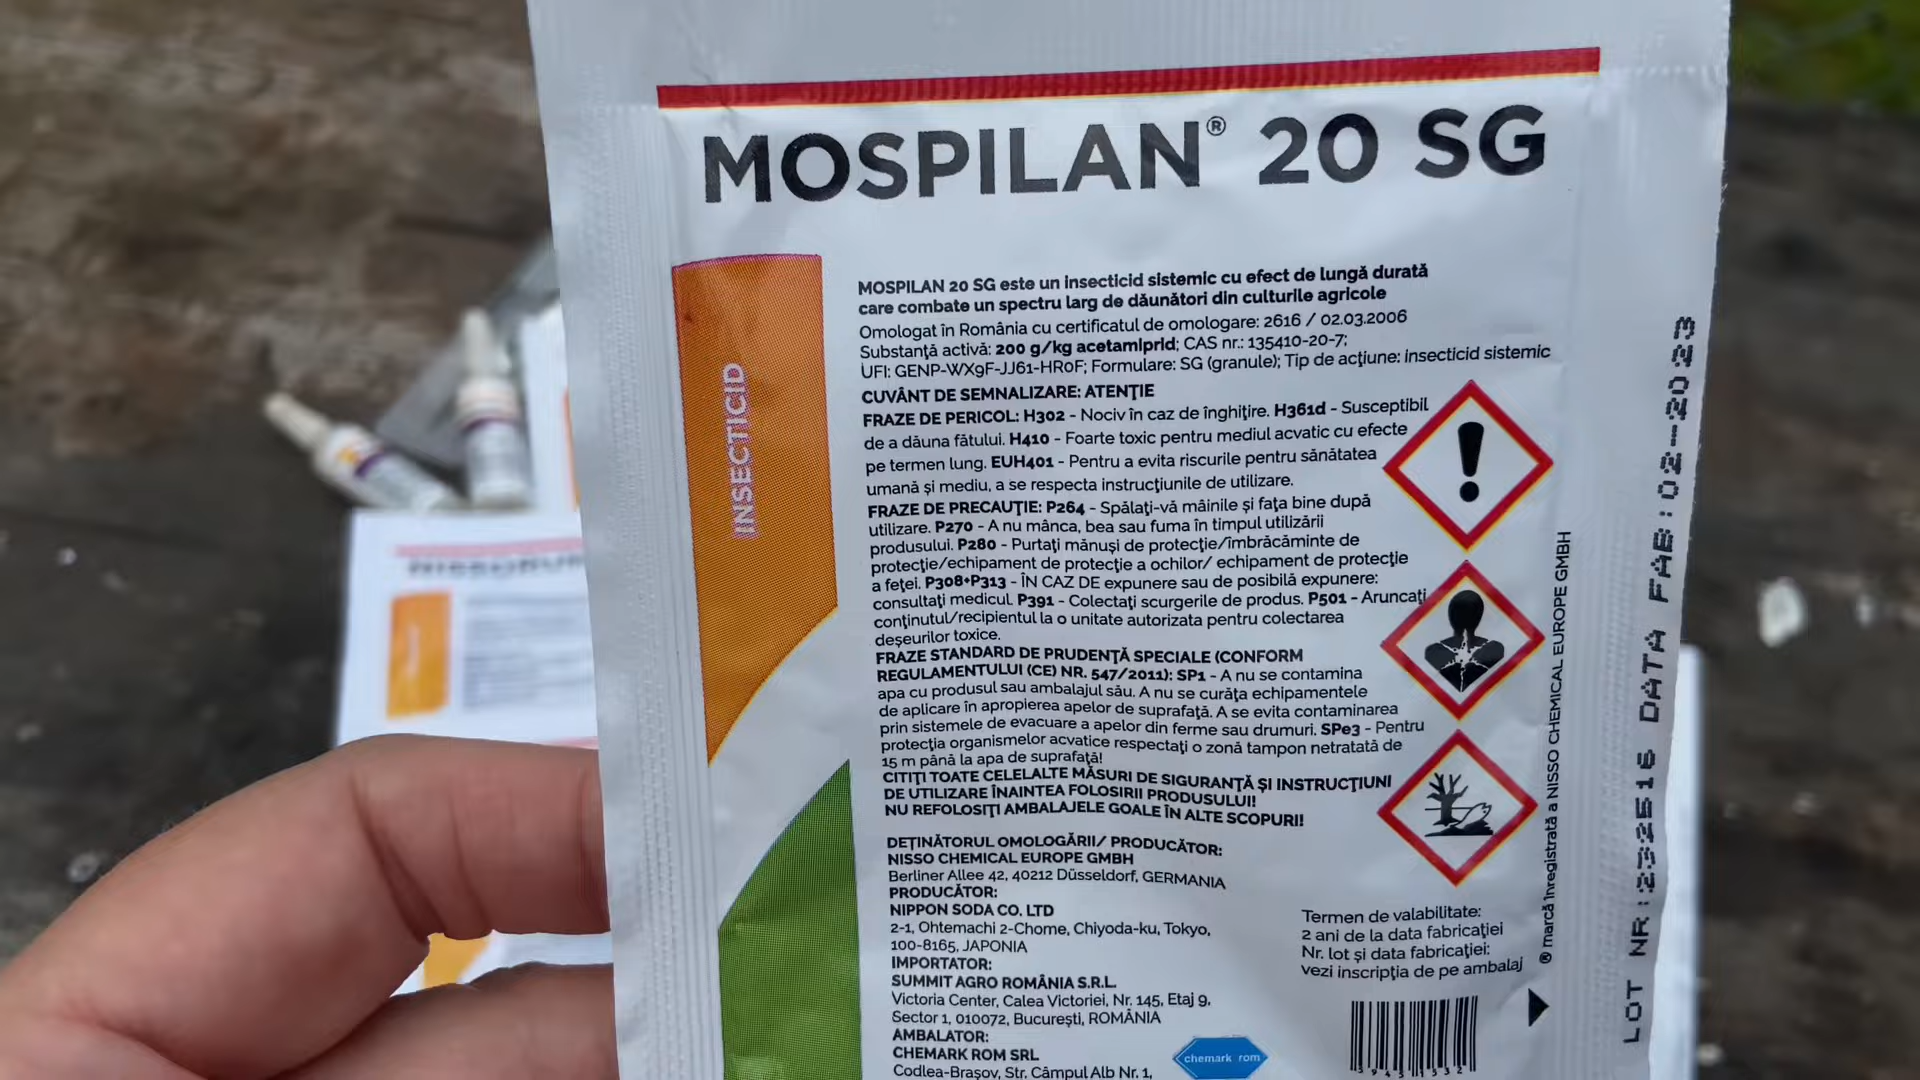 MOSPILAN® 20 SG
INSECTICID
MOSPILAN 20 SG este un insecticid sistemic cu efect de lungă durată
care combate un spectru larg de dăunători din culturile agricole
Omologat în România cu certificatul de omologare: 2616 / 02.03.2006
Substanţă activă: 200 g/kg acetamiprid; CAS nr.: 135410-20-7;
UFI: GENP-WX9F-JJ61-HR0F; Formulare: SG (granule); Tip de acţiune: insecticid sistemic
CUVÂNT DE SEMNALIZARE: ATENŢIE
FRAZE DE PERICOL: H302 - Nociv în caz de înghiţire. H361d - Susceptibil
de a dăuna fătului. H410 - Foarte toxic pentru mediul acvatic cu efecte
pe termen lung. EUH401 - Pentru a evita riscurile pentru sănătatea
umană şi mediu, a se respecta instrucţiunile de utilizare.
FRAZE DE PRECAUŢIE: P264 - Spălaţi-vă mâinile şi faţa bine după
utilizare. P270 - A nu mânca, bea sau fuma în timpul utilizării
produsului. P280 - Purtaţi mănuşi de protecţie/îmbrăcăminte de
protecţie/echipament de protecţie a ochilor/ echipament de protecţie
a feţei. P308+P313 - ÎN CAZ DE expunere sau de posibilă expunere:
consultaţi medicul. P391 - Colectaţi scurgerile de produs. P501 - Aruncaţi
conţinutul/recipientul la o unitate autorizata pentru colectarea
deşeurilor toxice.
FRAZE STANDARD DE PRUDENŢĂ SPECIALE (CONFORM
REGULAMENTULUI (CE) NR. 547/2011): SP1 - A nu se contamina
apa cu produsul sau ambalajul său. A nu se curăţa echipamentele
de aplicare în apropierea apelor de suprafaţă. A se evita contaminarea
prin sistemele de evacuare a apelor din ferme sau drumuri. SPe3 - Pentru
protecţia organismelor acvatice respectaţi o zonă tampon netratată de
15 m până la apa de suprafaţă!
CITIŢI TOATE CELELALTE MĂSURI DE SIGURANŢĂ ŞI INSTRUCŢIUNI
DE UTILIZARE ÎNAINTEA FOLOSIRII PRODUSULUI!
NU REFOLOSIŢI AMBALAJELE GOALE ÎN ALTE SCOPURI!
DEŢINĂTORUL OMOLOGĂRII/ PRODUCĂTOR:
NISSO CHEMICAL EUROPE GMBH
Berliner Allee 42, 40212 Düsseldorf, GERMANIA
PRODUCĂTOR:
NIPPON SODA CO. LTD
2-1, Ohtemachi 2-Chome, Chiyoda-ku, Tokyo,
100-8165, JAPONIA
IMPORTATOR:
SUMMIT AGRO ROMÂNIA S.R.L.
Victoria Center, Calea Victoriei, Nr. 145, Etaj 9,
Sector 1, 010072, Bucureşti, ROMÂNIA
AMBALATOR:
CHEMARK ROM SRL
Codlea-Braşov, Str. Câmpul Alb Nr. 1,
chemark rom
Termen de valabilitate:
2 ani de la data fabricaţiei
Nr. lot şi data fabricaţiei:
vezi inscripţia de pe ambalaj
® marcă înregistrată a NISSO CHEMICAL EUROPE GMBH
LOT NR:232616 DATA FAB:02-2023